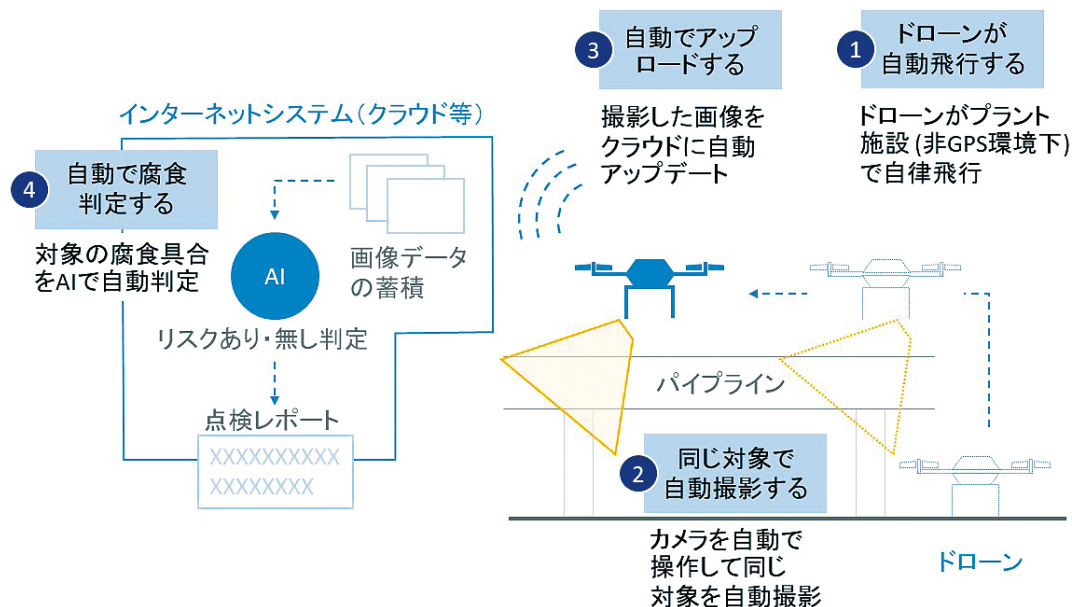 1
ドローンが
自動飛行する
ドローンがプラント
施設(非GPS環境下)
で自律飛行
2
同じ対象で
自動撮影する
カメラを自動で
操作して同じ
対象を自動撮影
3
自動でアップ
ロードする
撮影した画像を
クラウドに自動
アップデート
インターネットシステム(クラウド等)
4
自動で腐食
判定する
対象の腐食具合
をAIで自動判定
AI
画像データ
の蓄積
リスクあり・無し判定
点検レポート
XXXXXXXXXX
XXXXXXXX
パイプライン
ドローン